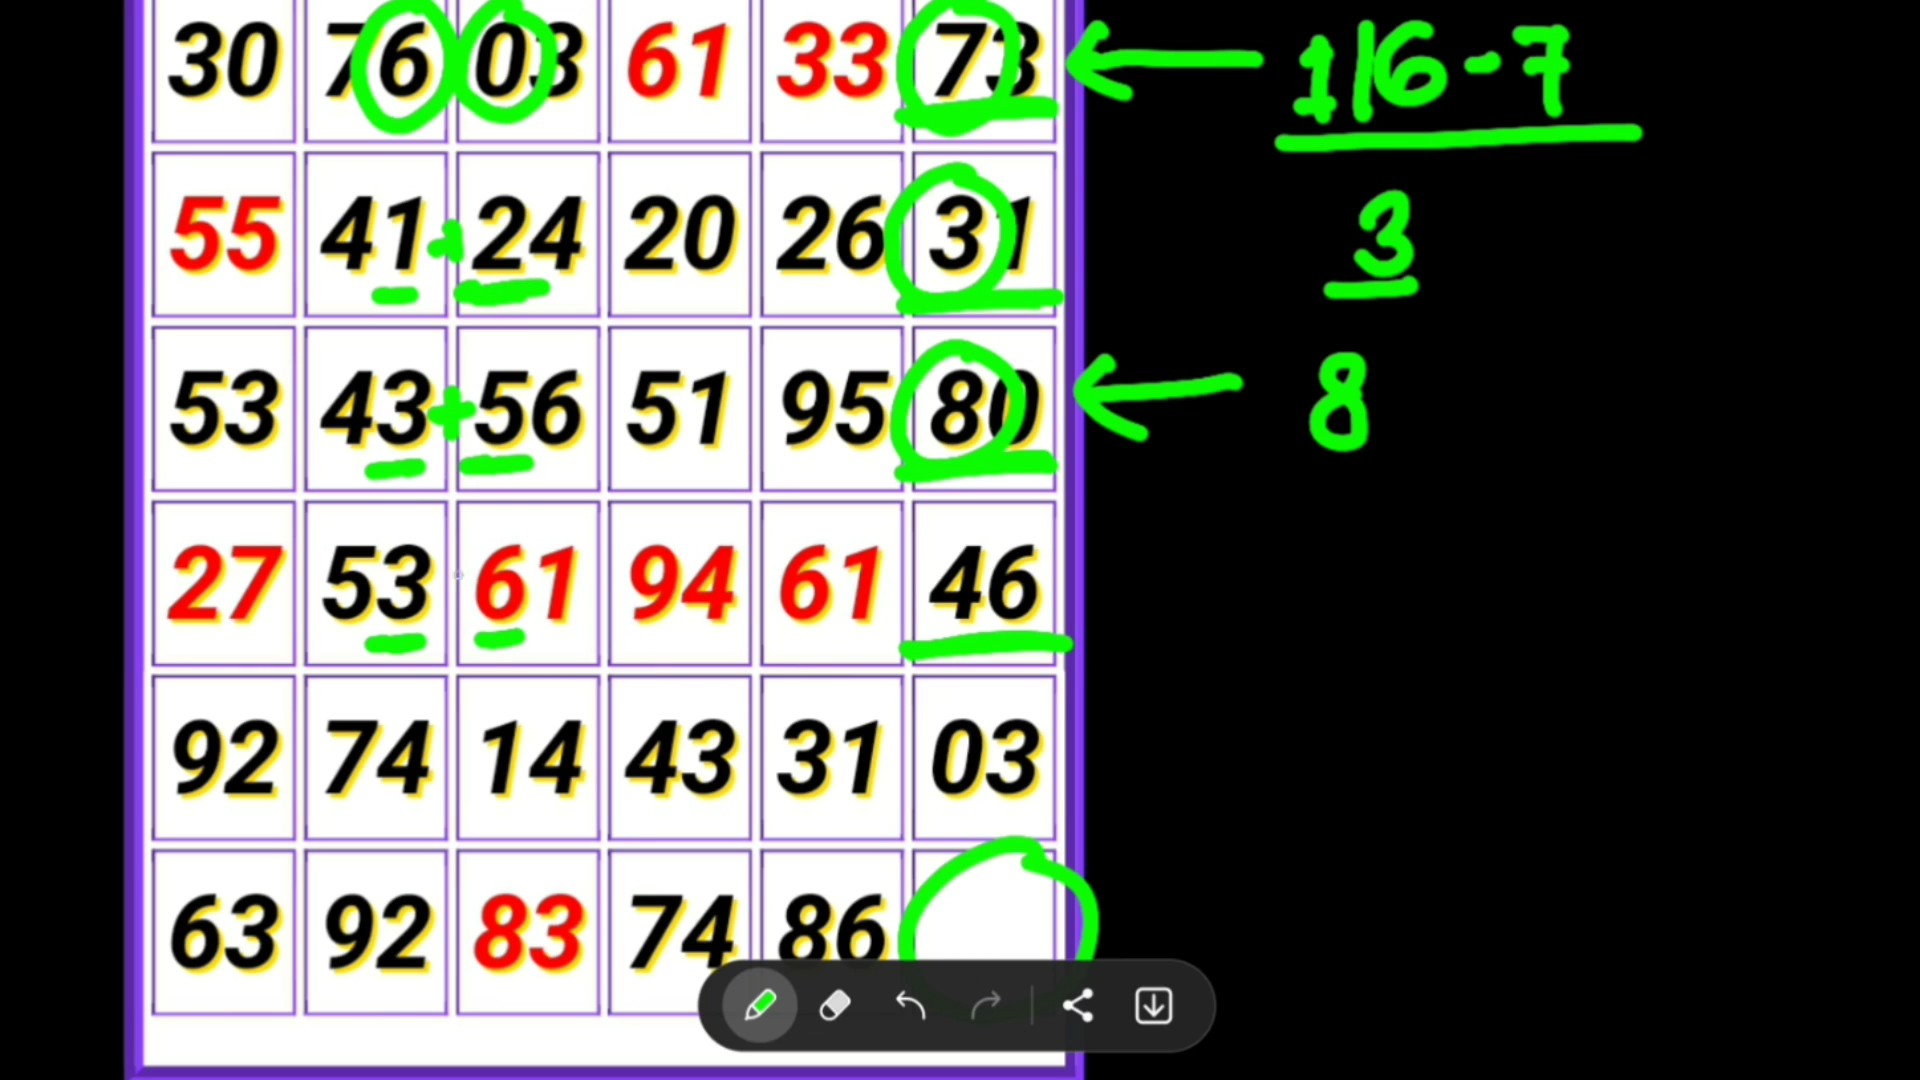 30 76 03 61 33 73 1|6-7
55 41+24 20 26 31 3
53 43+56 51 95 80 8
27 53 61 94 61 46
92 74 14 43 31 03
63 92 83 74 86